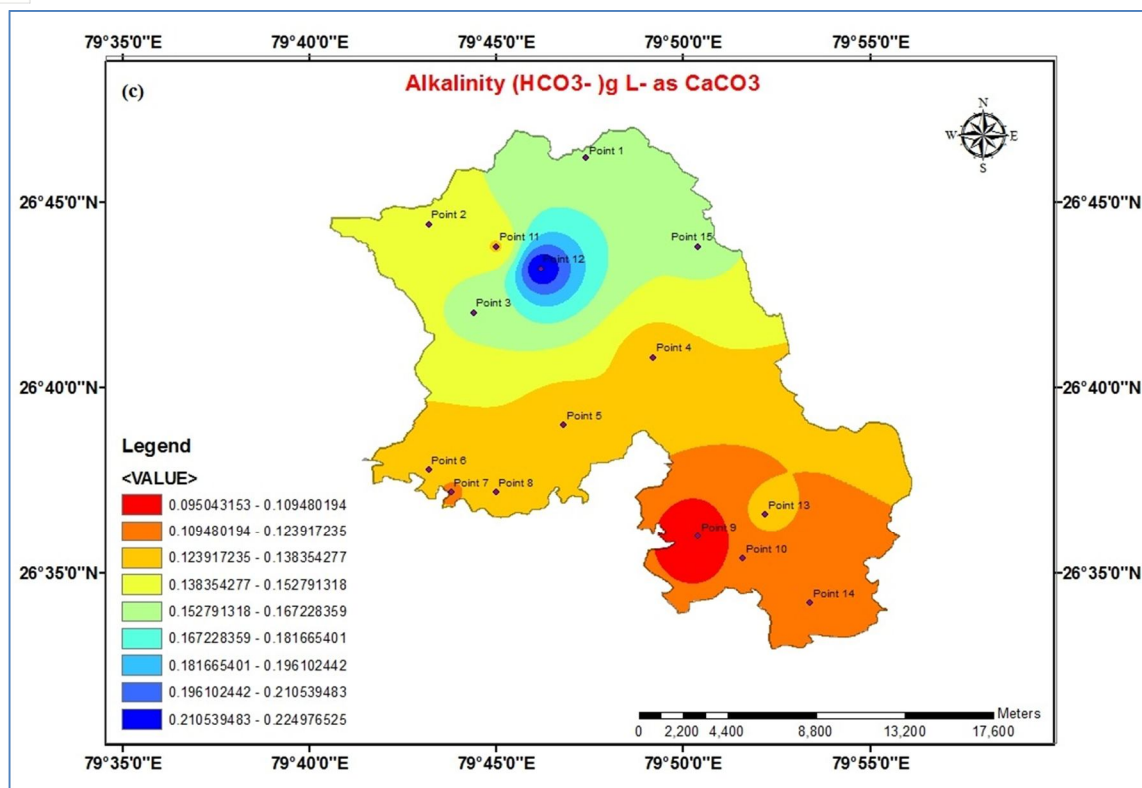 79°35'0"E 79°40'0"E 79°45'0"E 79°50'0"E 79°55'0"E
(c)
Alkalinity (HCO3- )g L- as CaCO3
N
W E
S
26°45'0"N 26°45'0"N
26°40'0"N 26°40'0"N
26°35'0"N 26°35'0"N
Point 1
Point 2
Point 11
Point 15
Point 12
Point 3
Point 4
Point 5
Point 6
Point 7 Point 8
Point 13
Point 9
Point 10
Point 14
Legend
<VALUE>
0.095043153 - 0.109480194
0.109480194 - 0.123917235
0.123917235 - 0.138354277
0.138354277 - 0.152791318
0.152791318 - 0.167228359
0.167228359 - 0.181665401
0.181665401 - 0.196102442
0.196102442 - 0.210539483
0.210539483 - 0.224976525
Meters
0 2,200 4,400 8,800 13,200 17,600
79°35'0"E 79°40'0"E 79°45'0"E 79°50'0"E 79°55'0"E